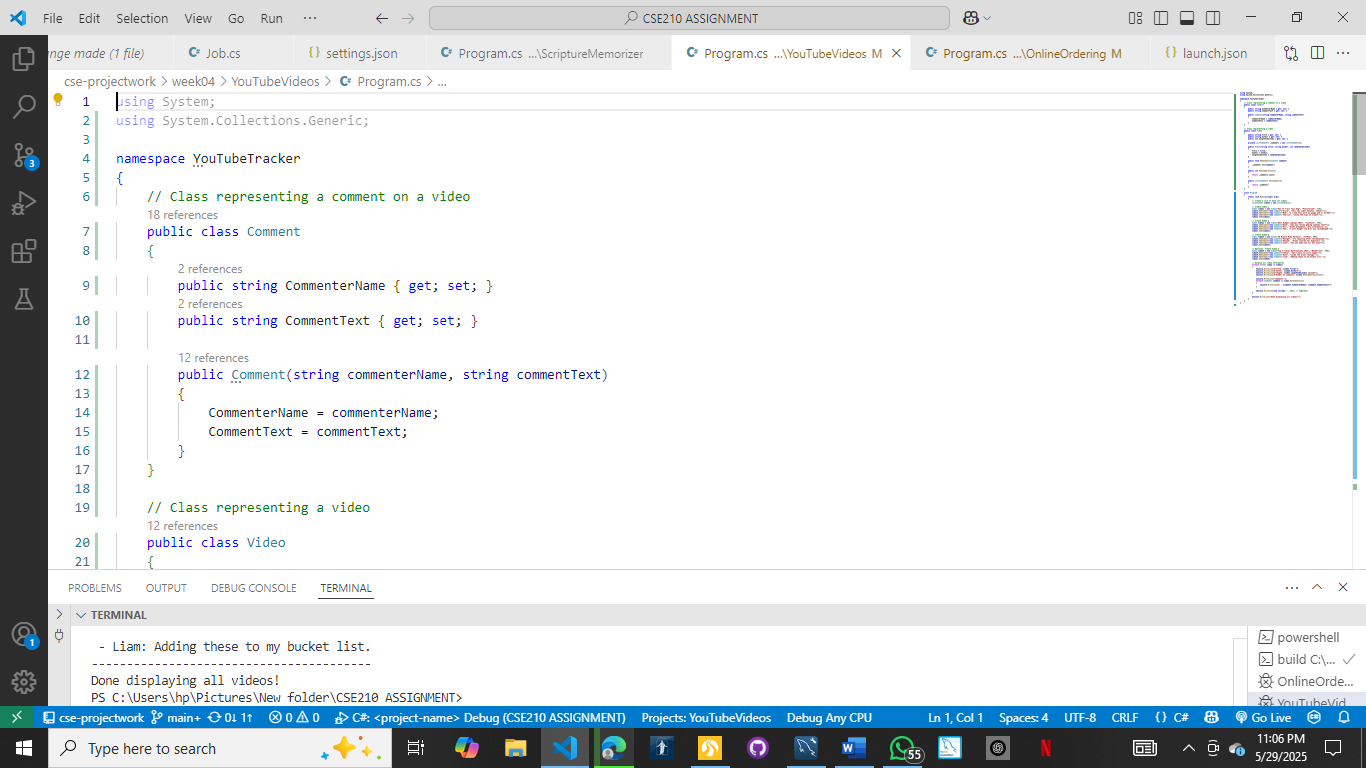 File Edit Selection View Go Run ··· CSE210 ASSIGNMENT
nge made (1 file) Job.cs settings.json Program.cs ...\ScriptureMemorizer Program.cs ...\YouTubeVideos M Program.cs ...\OnlineOrdering M launch.json
cse-projectwork > week04 > YouTubeVideos > Program.cs > ...
1 using System;
2 using System.Collections.Generic;
3
4 namespace YouTubeTracker
5 {
6 // Class representing a comment on a video
18 references
7 public class Comment
8 {
2 references
9 public string CommenterName { get; set; }
2 references
10 public string CommentText { get; set; }
11
12 references
12 public Comment(string commenterName, string commentText)
13 {
14 CommenterName = commenterName;
15 CommentText = commentText;
16 }
17 }
18
19 // Class representing a video
12 references
20 public class Video
21 {
PROBLEMS OUTPUT DEBUG CONSOLE TERMINAL
TERMINAL
- Liam: Adding these to my bucket list.
---------------------------------------
Done displaying all videos!
PS C:\Users\hp\Pictures\New folder\CSE210 ASSIGNMENT>
powershell
build C:\...
OnlineOrde...
YouTubeVid
3
1
cse-projectwork main+ 0↓ 1↑ 0 0 C#: <project-name> Debug (CSE210 ASSIGNMENT) Projects: YouTubeVideos Debug Any CPU Ln 1, Col 1 Spaces: 4 UTF-8 CRLF {} C# Go Live
Type here to search 55 11:06 PM
5/29/2025